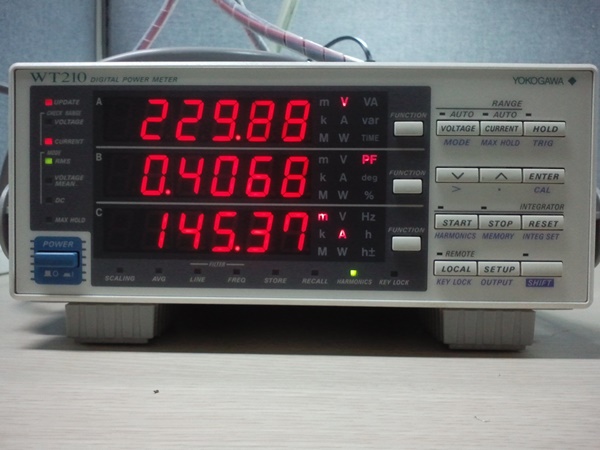 WT210 DIGITAL POWER METER
YOKOGAWA
UPDATE
VOLTAGE
CURRENT
MODE
RMS
VOLTAGE
MEAN
DC
MAX HOLD
POWER
A 229.88 m V VA
k A var
M W TIME
FUNCTION
B 0.4068 m V PF
k A deg
M W %
FUNCTION
C 145.37 m V Hz
k A h
M W h±
FUNCTION
SCALING AVG LINE FREQ STORE RECALL HARMONICS KEY LOCK
FILTER
RANGE
AUTO AUTO
VOLTAGE CURRENT HOLD
MODE MAX HOLD TRIG
ENTER
> . CAL
INTEGRATOR
START STOP RESET
HARMONICS MEMORY INTEG SET
REMOTE
LOCAL SETUP
KEY LOCK OUTPUT SHIFT